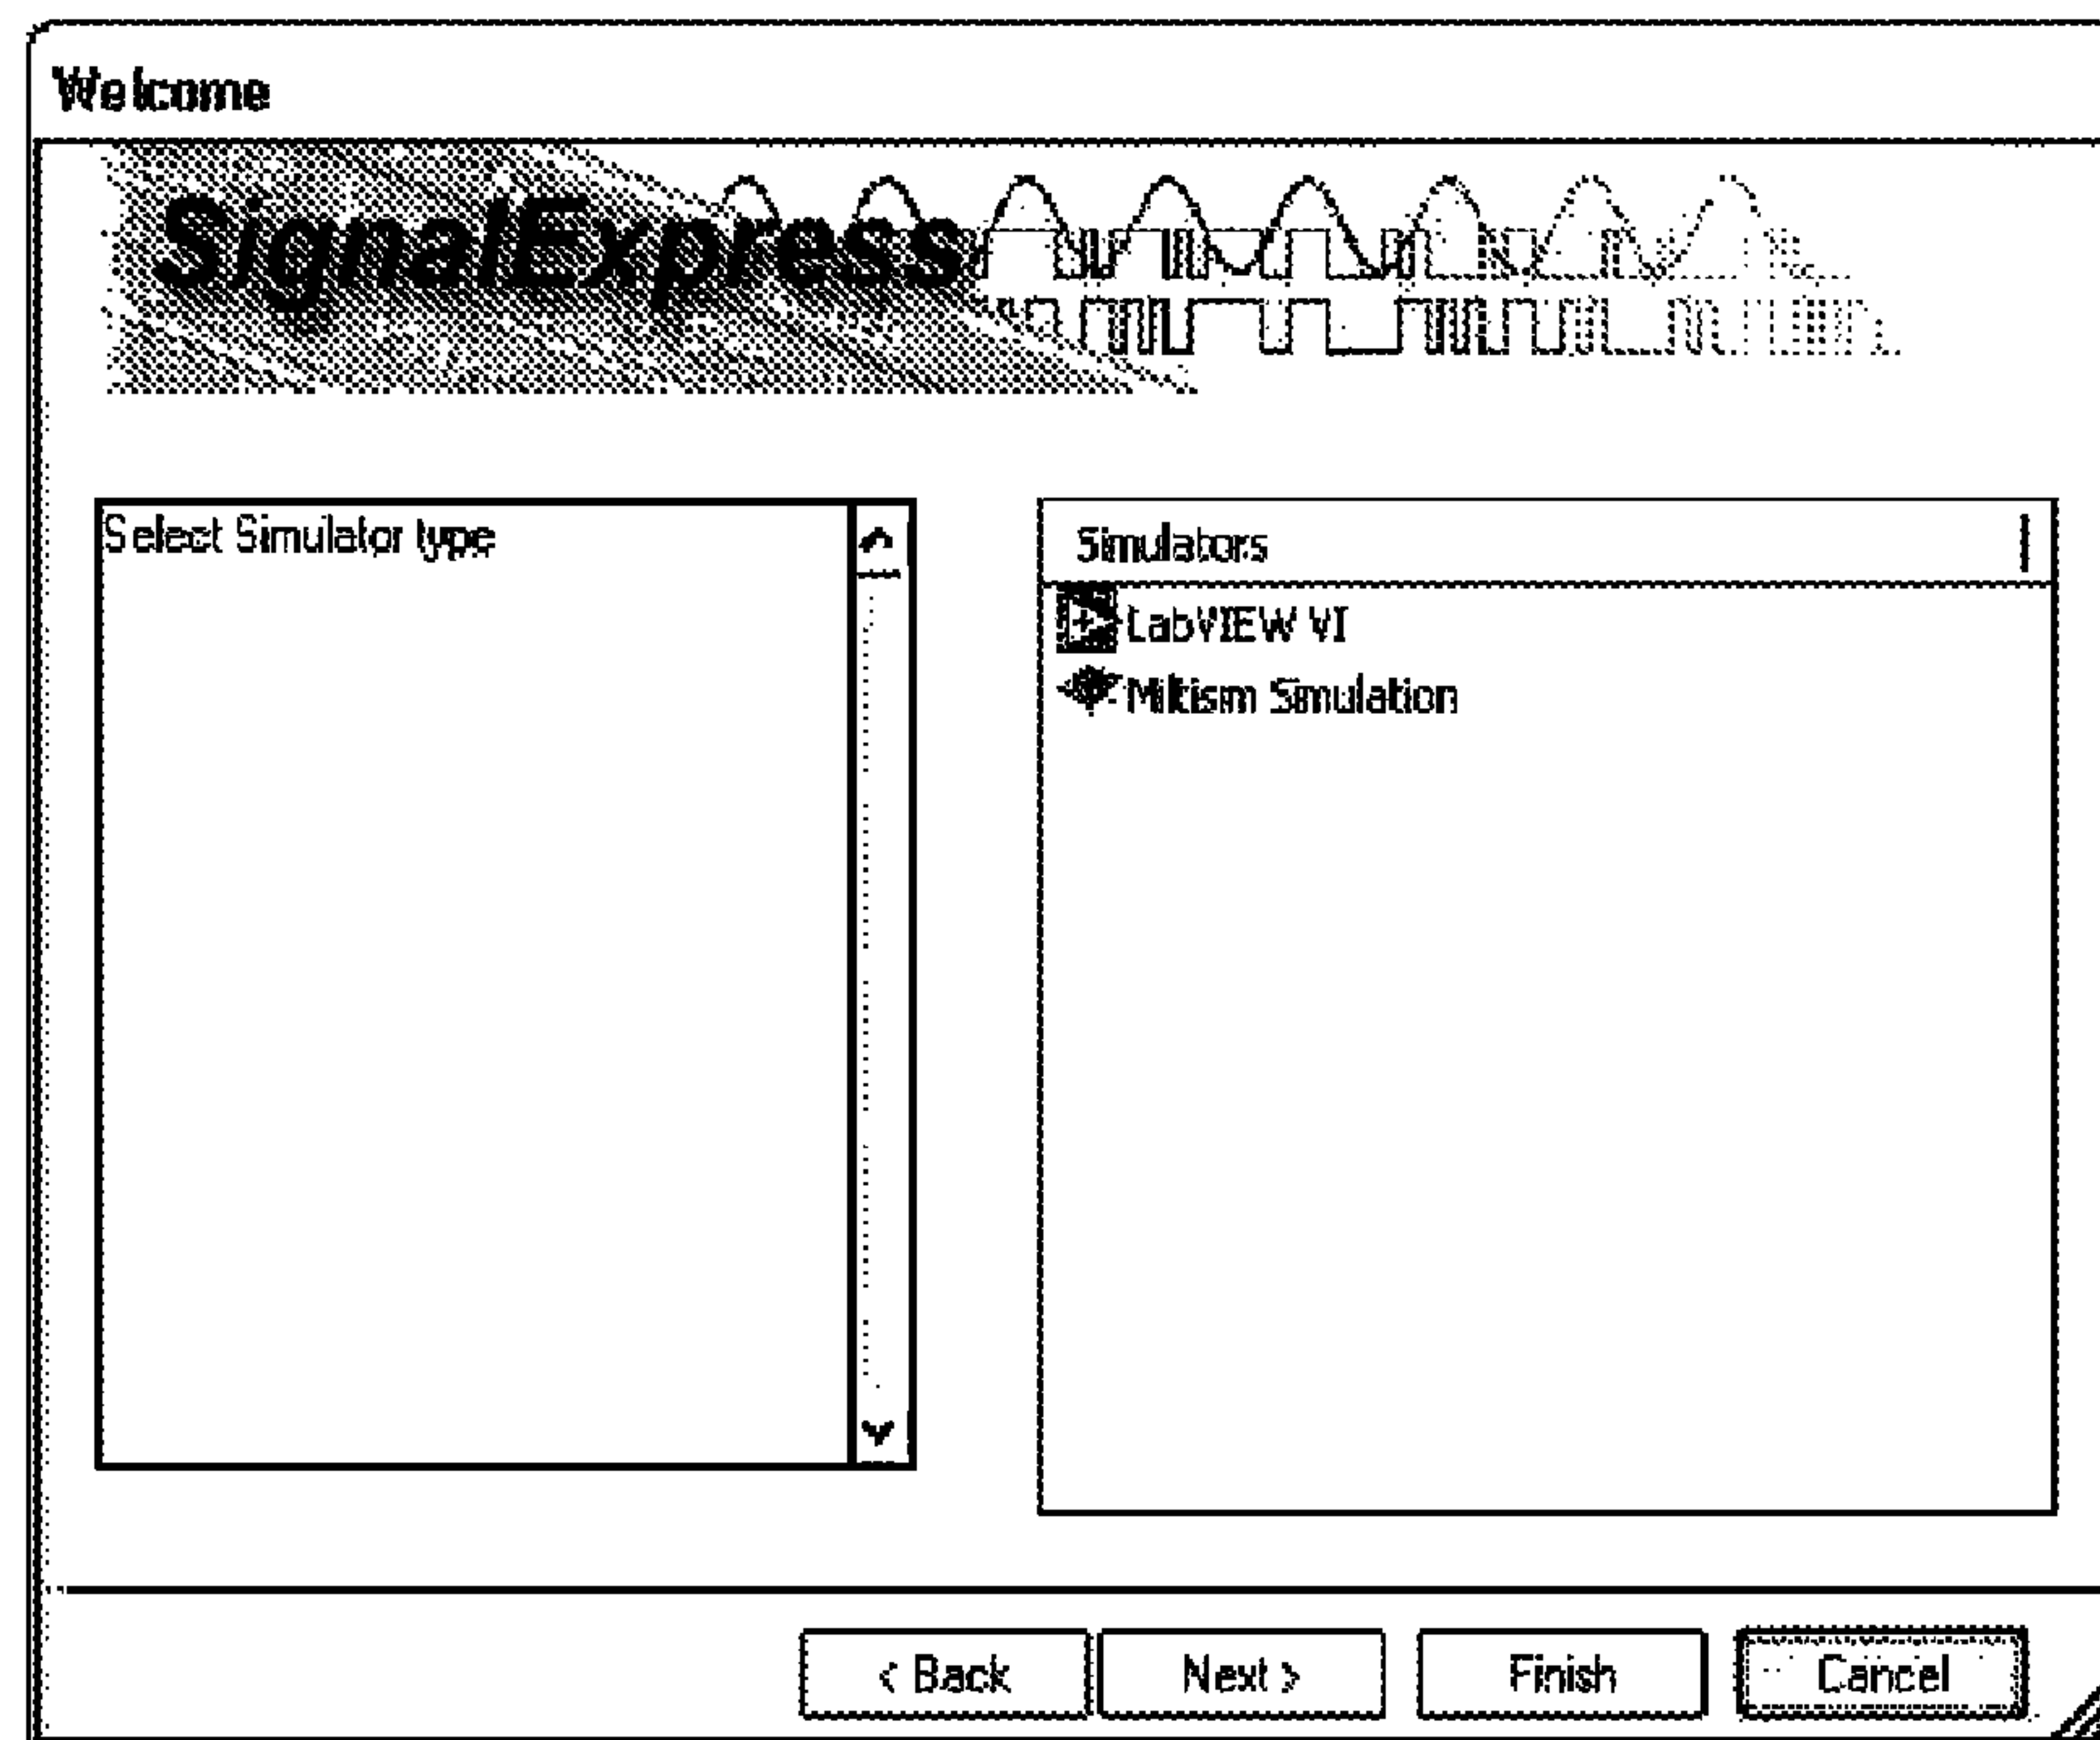 Welcome
SignalExpress
Select Simulator type
Simulators
LabVIEW VI
Miltism Simulation
< Back Next > Finish Cancel